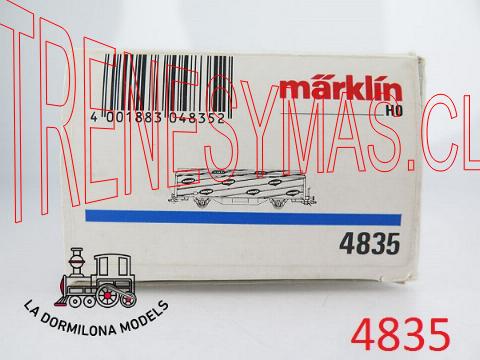 märklin
HO
4 001883 048352
TRENESYMAS.CL
4835
LA DORMILONA MODELS
4835